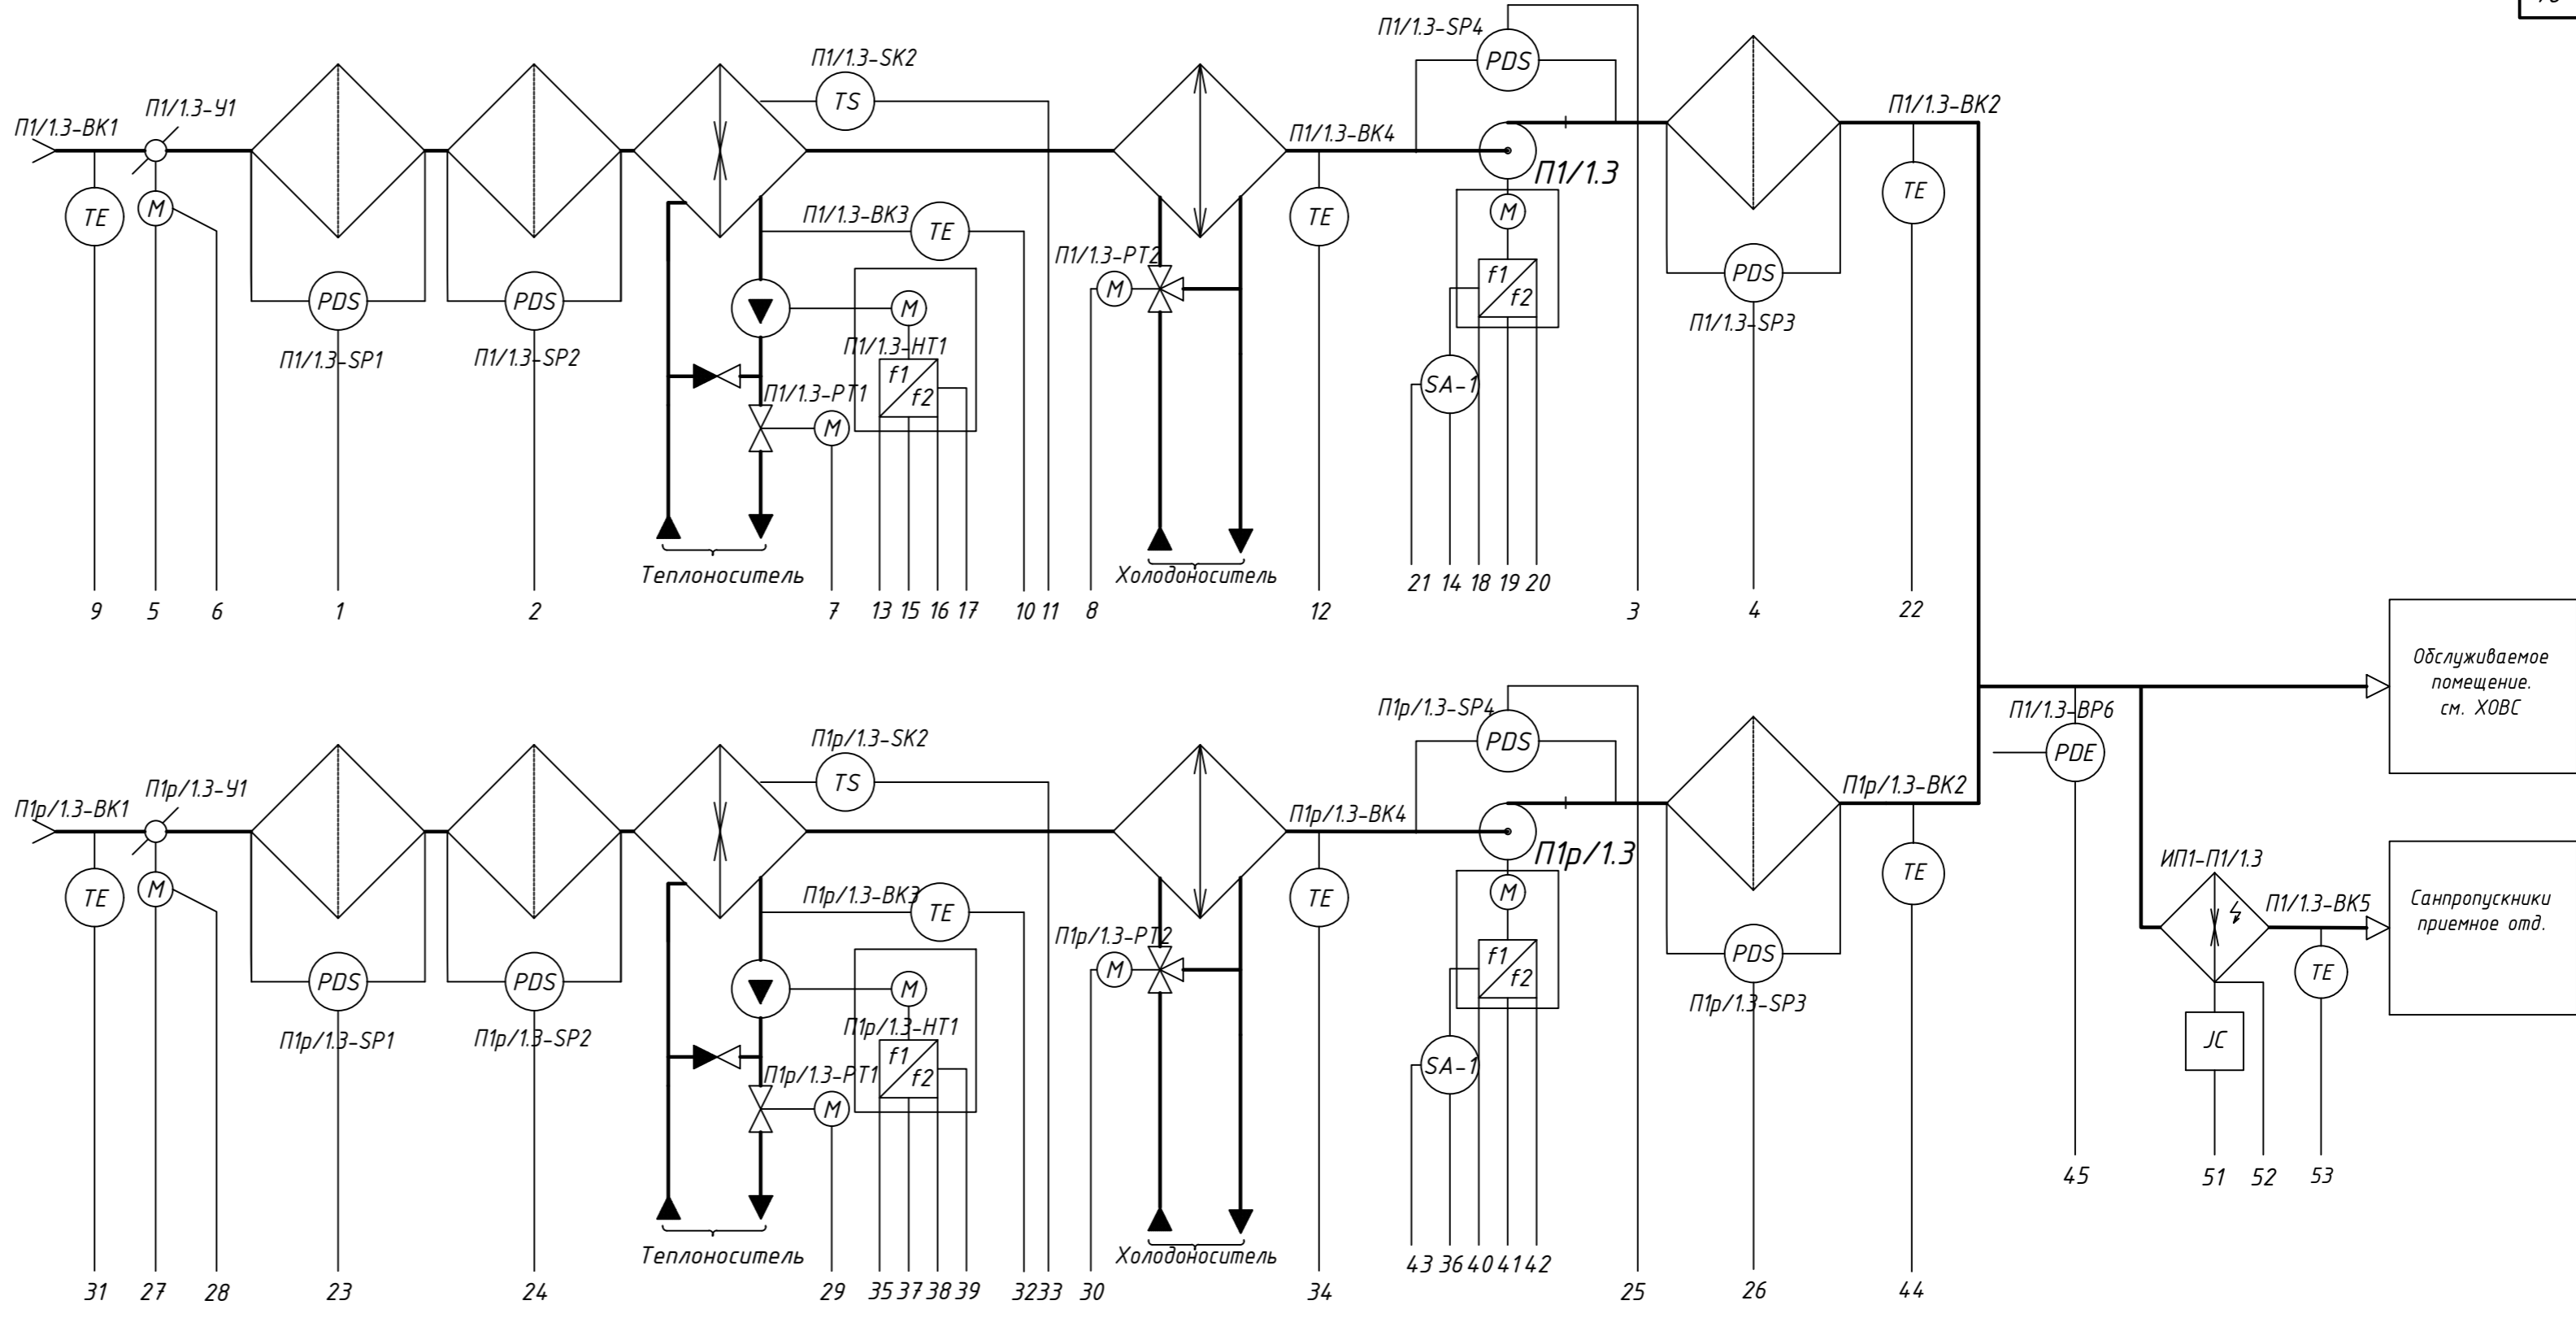 П1/1.3-ВК1
П1/1.3-У1
П1/1.3-SK2
П1/1.3-SP4
П1/1.3-ВК4
П1/1.3-ВК2
TS
PDS
П1/1.3
TE
M
PDS
П1/1.3-SP1
PDS
П1/1.3-SP2
П1/1.3-ВК3
TE
M
П1/1.3-НТ1
f1
f2
П1/1.3-РТ1
M
П1/1.3-РТ2
M
TE
M
f1
f2
SA-1
PDS
П1/1.3-SP3
TE
Теплоноситель
Холодоноситель
21 14 18 19 20
9 5 6 1 2 7 13 15 16 17 10 11 8 12 3 4 22
Обслуживаемое
помещение.
см. ХОВС
П1р/1.3-ВК1
П1р/1.3-У1
П1р/1.3-SK2
П1р/1.3-SP4
П1р/1.3-ВК4
П1р/1.3-ВК2
TS
PDS
П1р/1.3
TE
M
PDS
П1р/1.3-SP1
PDS
П1р/1.3-SP2
П1р/1.3-ВК3
TE
M
П1р/1.3-НТ1
f1
f2
П1р/1.3-РТ1
M
П1р/1.3-РТ2
M
TE
M
f1
f2
SA-1
PDS
П1р/1.3-SP3
TE
П1/1.3-ВР6
PDE
ИП1-П1/1.3
П1/1.3-ВК5
TE
JC
Санпропускники
приемное отд.
45 51 52 53
Теплоноситель
Холодоноситель
43 36 40 41 42
31 27 28 23 24 29 35 37 38 39 32 33 30 34 25 26 44